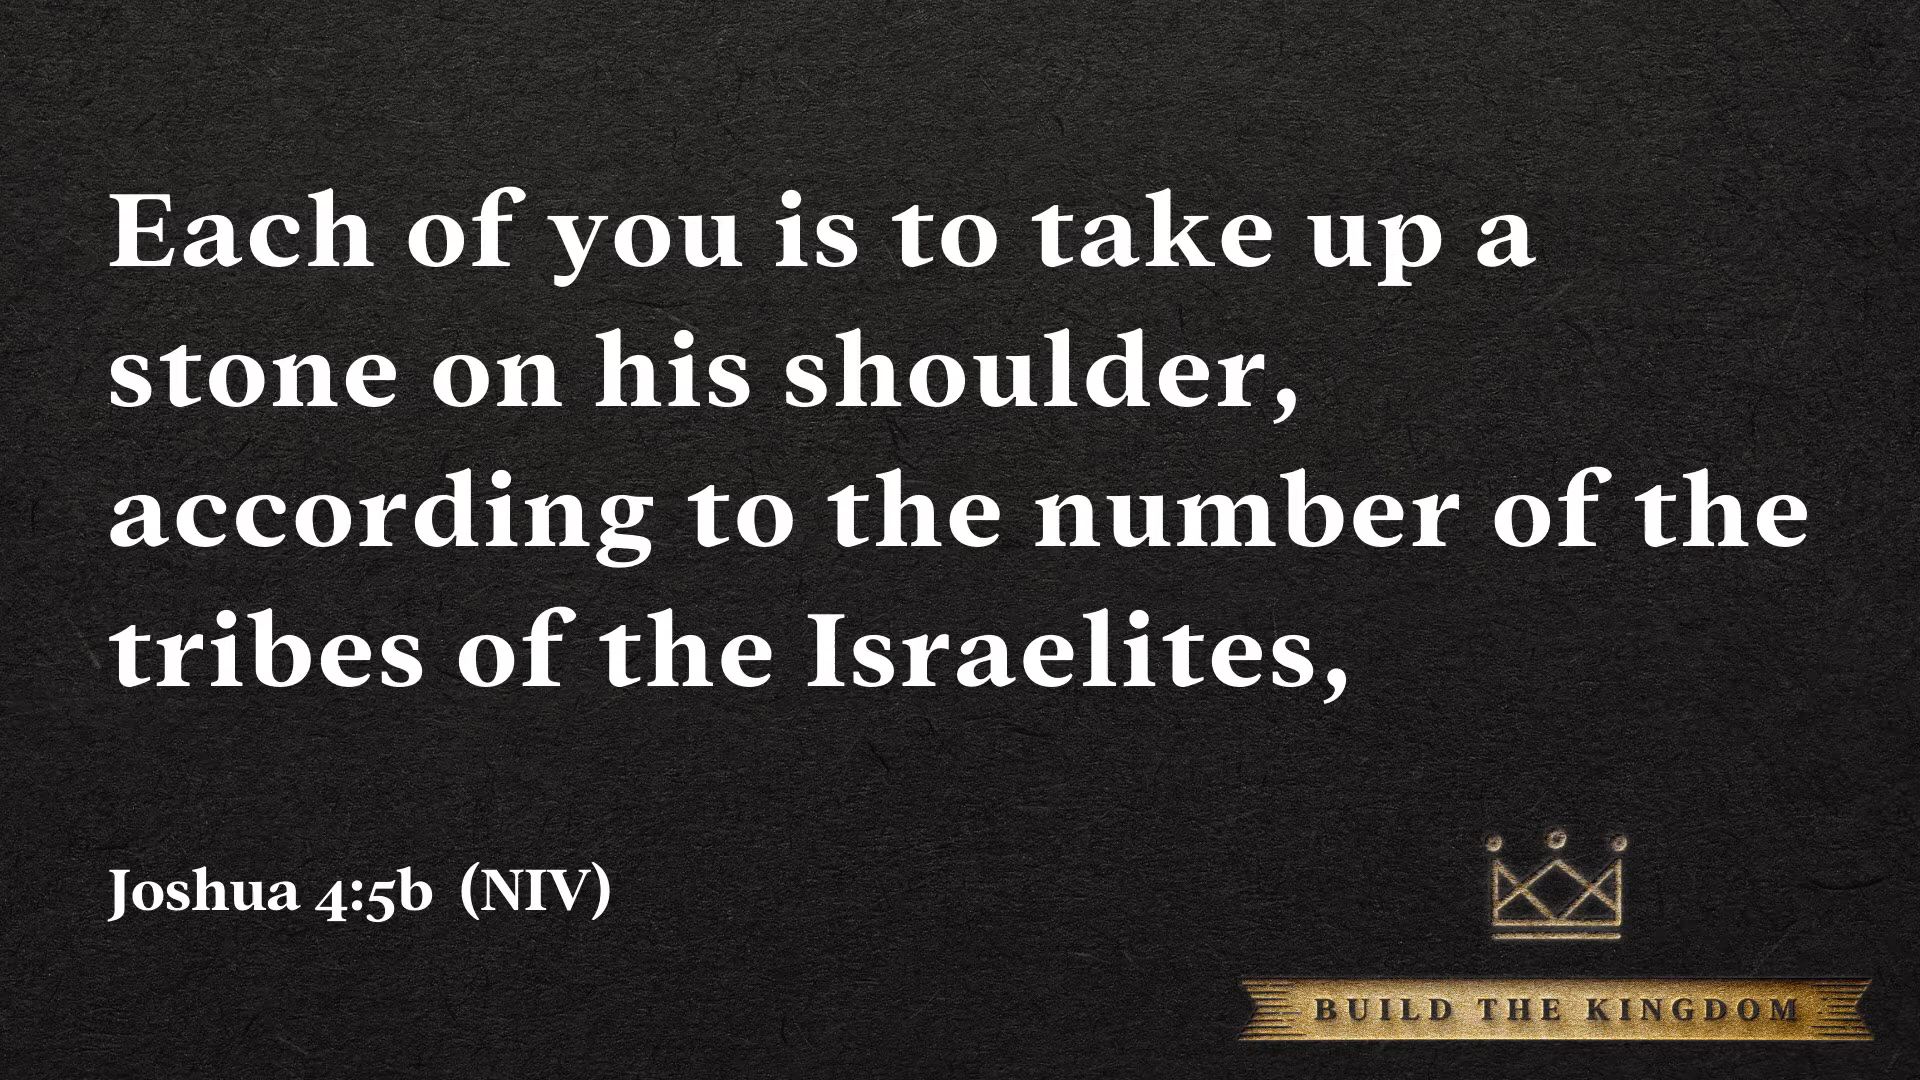 Each of you is to take up a
stone on his shoulder,
according to the number of the
tribes of the Israelites,
Joshua 4:5b (NIV)
BUILD THE KINGDOM